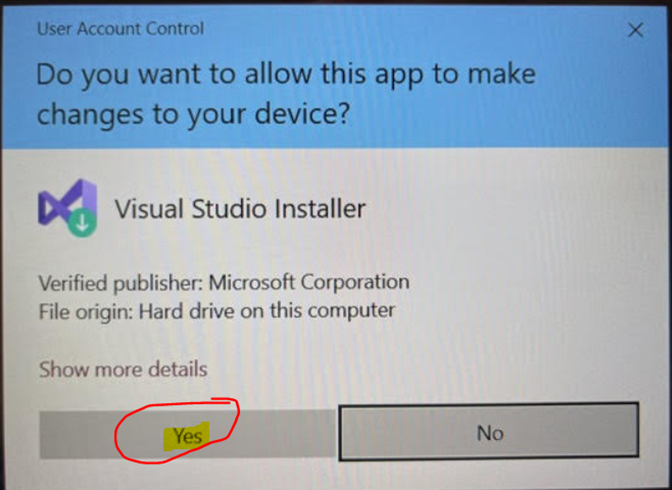 User Account Control
Do you want to allow this app to make
changes to your device?
Visual Studio Installer
Verified publisher: Microsoft Corporation
File origin: Hard drive on this computer
Show more details
Yes
No